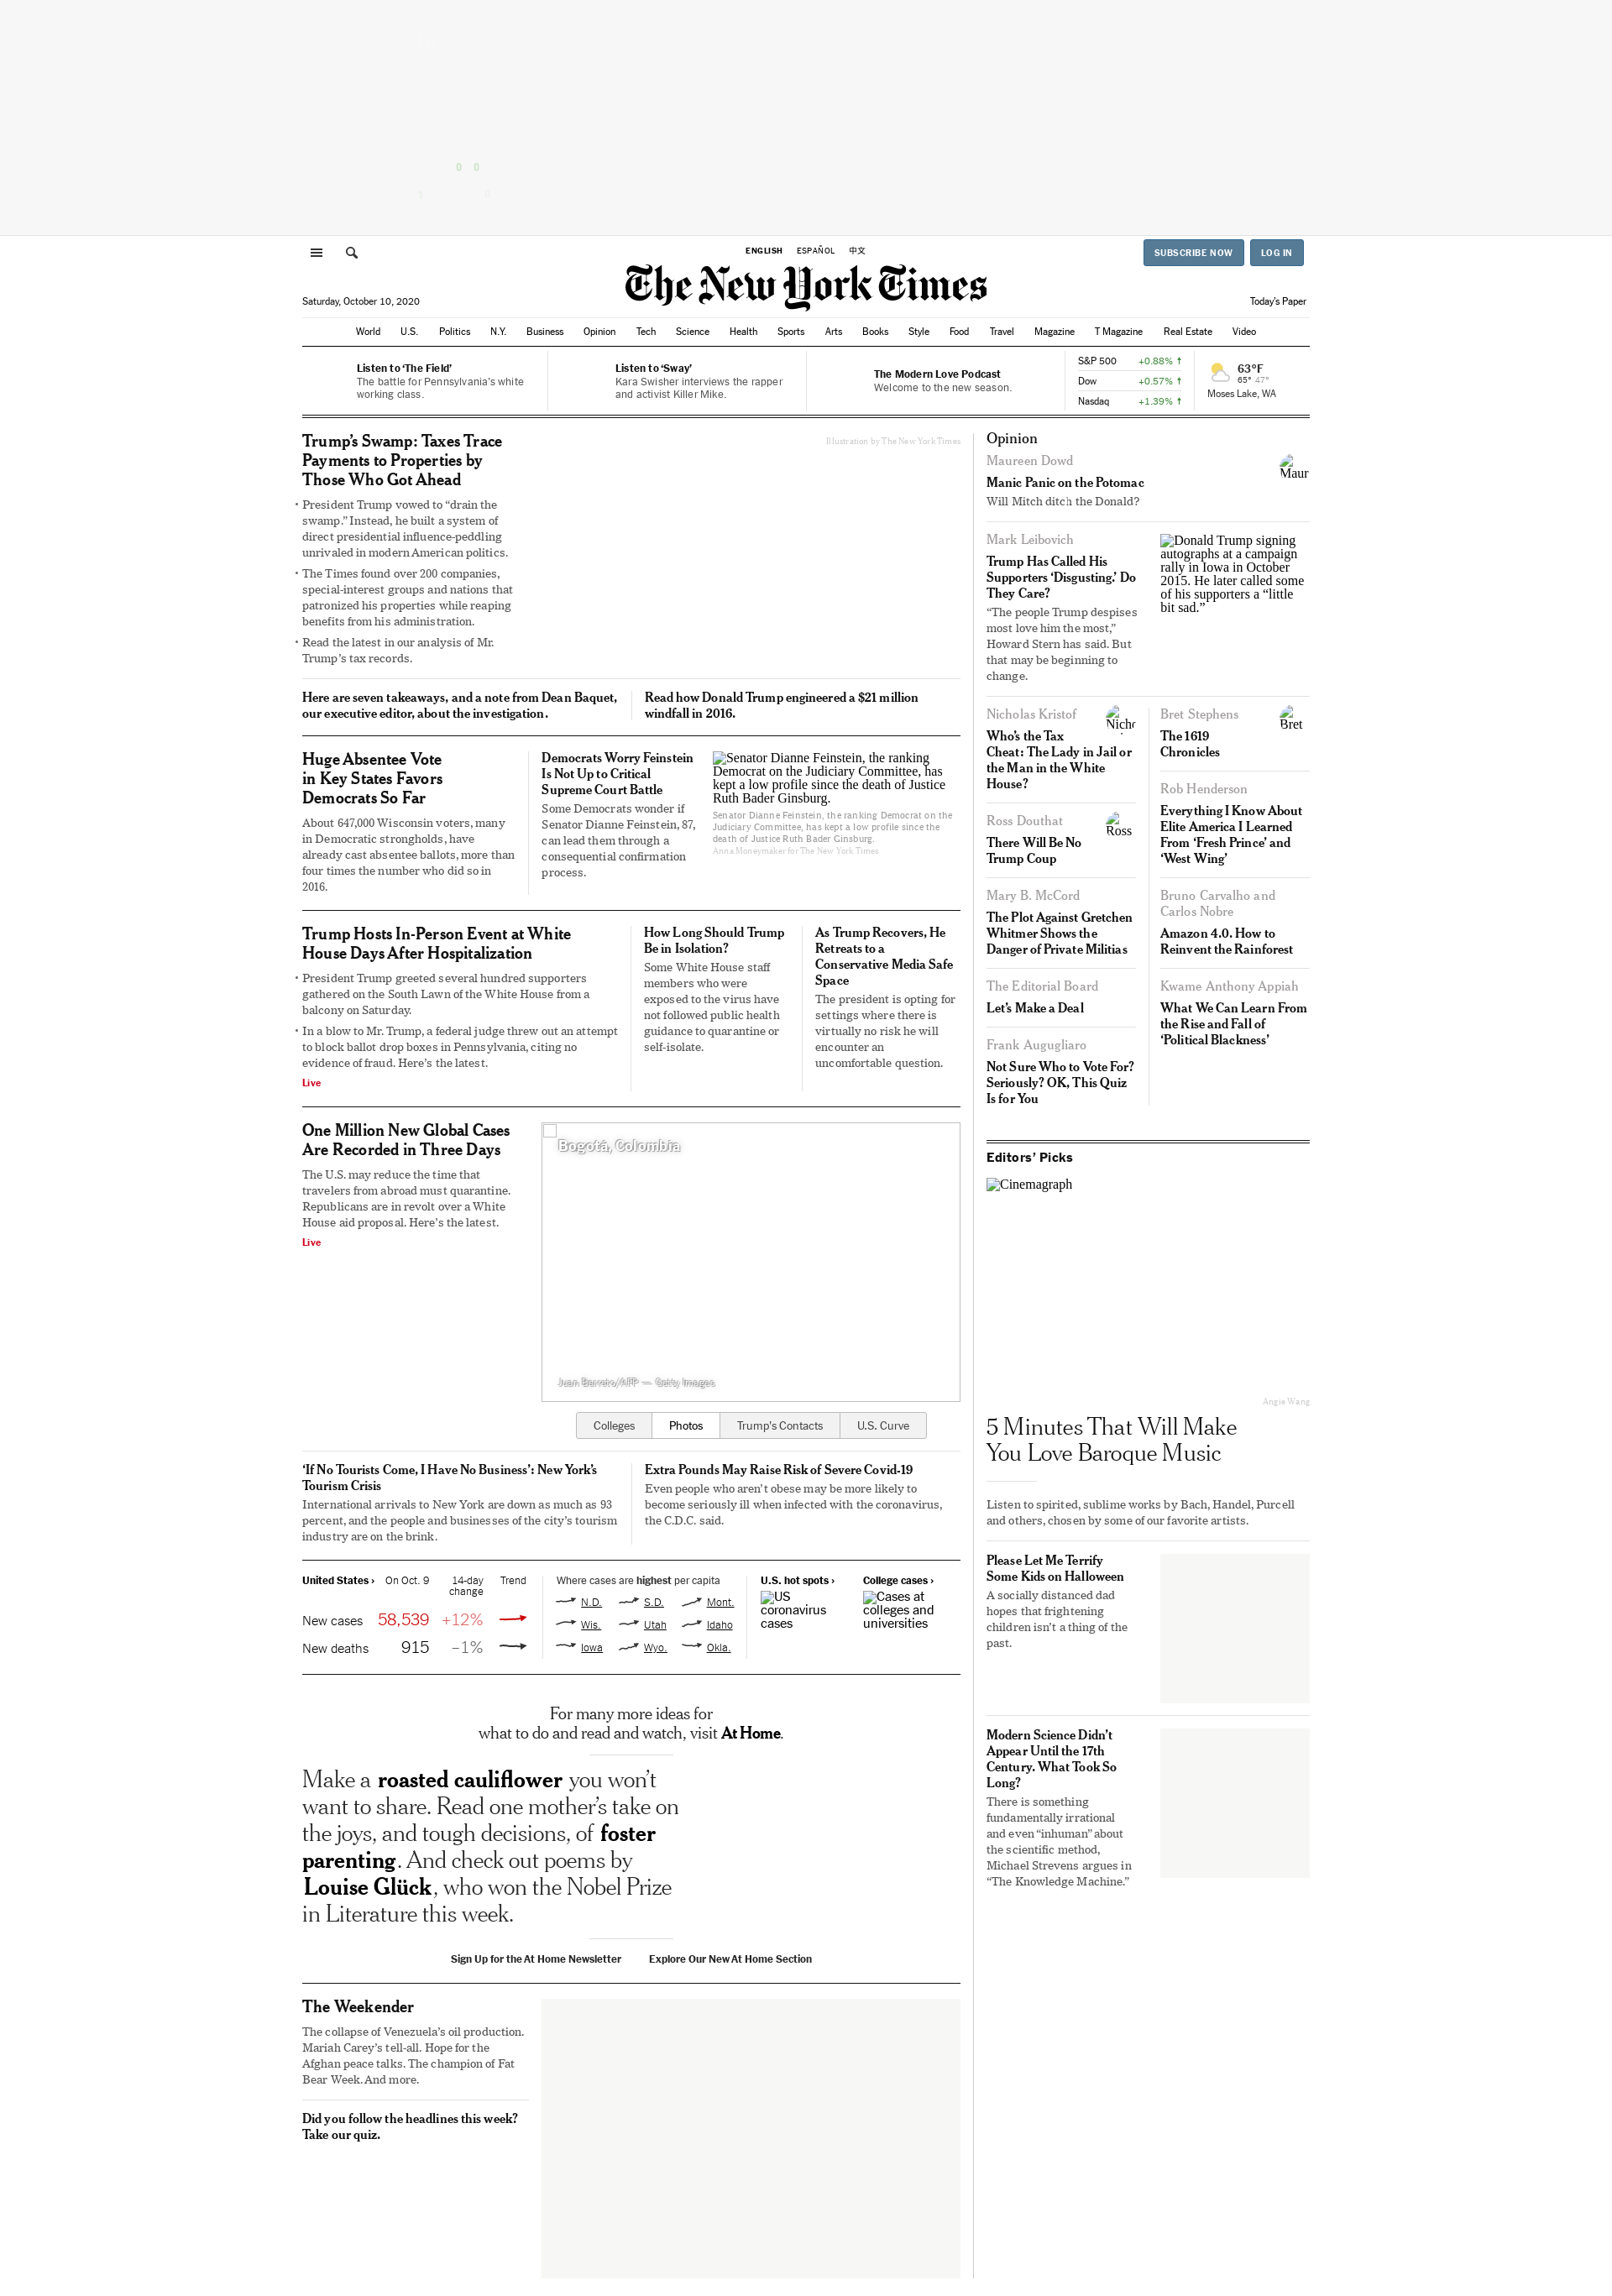 0 0
ENGLISH ESPAÑOL 中文
SUBSCRIBE NOW LOG IN
The New York Times
Saturday, October 10, 2020
Today's Paper
World U.S. Politics N.Y. Business Opinion Tech Science Health Sports Arts Books Style Food Travel Magazine T Magazine Real Estate Video
Listen to ‘The Field’
The battle for Pennsylvania’s white
working class.
Listen to ‘Sway’
Kara Swisher interviews the rapper
and activist Killer Mike.
The Modern Love Podcast
Welcome to the new season.
S&P 500 +0.88% ↑
Dow +0.57% ↑
Nasdaq +1.39% ↑
63°F
65° 47°
Moses Lake, WA
Trump’s Swamp: Taxes Trace
Payments to Properties by
Those Who Got Ahead
• President Trump vowed to “drain the
swamp.” Instead, he built a system of
direct presidential influence-peddling
unrivaled in modern American politics.
• The Times found over 200 companies,
special-interest groups and nations that
patronized his properties while reaping
benefits from his administration.
• Read the latest in our analysis of Mr.
Trump’s tax records.
Illustration by The New York Times
Here are seven takeaways, and a note from Dean Baquet,
our executive editor, about the investigation.
Read how Donald Trump engineered a $21 million
windfall in 2016.
Huge Absentee Vote
in Key States Favors
Democrats So Far
About 647,000 Wisconsin voters, many
in Democratic strongholds, have
already cast absentee ballots, more than
four times the number who did so in
2016.
Democrats Worry Feinstein
Is Not Up to Critical
Supreme Court Battle
Some Democrats wonder if
Senator Dianne Feinstein, 87,
can lead them through a
consequential confirmation
process.
Senator Dianne Feinstein, the ranking
Democrat on the Judiciary Committee, has
kept a low profile since the death of Justice
Ruth Bader Ginsburg.
Senator Dianne Feinstein, the ranking Democrat on the
Judiciary Committee, has kept a low profile since the
death of Justice Ruth Bader Ginsburg.
Anna Moneymaker for The New York Times
Trump Hosts In-Person Event at White
House Days After Hospitalization
• President Trump greeted several hundred supporters
gathered on the South Lawn of the White House from a
balcony on Saturday.
• In a blow to Mr. Trump, a federal judge threw out an attempt
to block ballot drop boxes in Pennsylvania, citing no
evidence of fraud. Here’s the latest.
Live
How Long Should Trump
Be in Isolation?
Some White House staff
members who were
exposed to the virus have
not followed public health
guidance to quarantine or
self-isolate.
As Trump Recovers, He
Retreats to a
Conservative Media Safe
Space
The president is opting for
settings where there is
virtually no risk he will
encounter an
uncomfortable question.
One Million New Global Cases
Are Recorded in Three Days
The U.S. may reduce the time that
travelers from abroad must quarantine.
Republicans are in revolt over a White
House aid proposal. Here’s the latest.
Live
Bogotá, Colombia
Juan Barreto/AFP — Getty Images
Colleges Photos Trump’s Contacts U.S. Curve
‘If No Tourists Come, I Have No Business’: New York’s
Tourism Crisis
International arrivals to New York are down as much as 93
percent, and the people and businesses of the city’s tourism
industry are on the brink.
Extra Pounds May Raise Risk of Severe Covid-19
Even people who aren’t obese may be more likely to
become seriously ill when infected with the coronavirus,
the C.D.C. said.
United States › On Oct. 9 14-day
change Trend
New cases 58,539 +12%
New deaths 915 –1%
Where cases are highest per capita
N.D. S.D. Mont.
Wis. Utah Idaho
Iowa Wyo. Okla.
U.S. hot spots ›
US
coronavirus
cases
College cases ›
Cases at
colleges and
universities
For many more ideas for
what to do and read and watch, visit At Home.
Make a roasted cauliflower you won’t
want to share. Read one mother’s take on
the joys, and tough decisions, of foster
parenting. And check out poems by
Louise Glück, who won the Nobel Prize
in Literature this week.
Sign Up for the At Home Newsletter Explore Our New At Home Section
The Weekender
The collapse of Venezuela’s oil production.
Mariah Carey’s tell-all. Hope for the
Afghan peace talks. The champion of Fat
Bear Week. And more.
Did you follow the headlines this week?
Take our quiz.
Opinion
Maureen Dowd
Maur
Manic Panic on the Potomac
Will Mitch ditch the Donald?
Mark Leibovich
Trump Has Called His
Supporters ‘Disgusting.’ Do
They Care?
“The people Trump despises
most love him the most,”
Howard Stern has said. But
that may be beginning to
change.
Donald Trump signing
autographs at a campaign
rally in Iowa in October
2015. He later called some
of his supporters a “little
bit sad.”
Nicholas Kristof
Nicho
Who’s the Tax
Cheat: The Lady in Jail or
the Man in the White
House?
Ross Douthat
Ross
There Will Be No
Trump Coup
Mary B. McCord
The Plot Against Gretchen
Whitmer Shows the
Danger of Private Militias
The Editorial Board
Let’s Make a Deal
Frank Augugliaro
Not Sure Who to Vote For?
Seriously? OK, This Quiz
Is for You
Bret Stephens
Bret
The 1619
Chronicles
Rob Henderson
Everything I Know About
Elite America I Learned
From ‘Fresh Prince’ and
‘West Wing’
Bruno Carvalho and
Carlos Nobre
Amazon 4.0. How to
Reinvent the Rainforest
Kwame Anthony Appiah
What We Can Learn From
the Rise and Fall of
‘Political Blackness’
Editors’ Picks
Cinemagraph
Angie Wang
5 Minutes That Will Make
You Love Baroque Music
Listen to spirited, sublime works by Bach, Handel, Purcell
and others, chosen by some of our favorite artists.
Please Let Me Terrify
Some Kids on Halloween
A socially distanced dad
hopes that frightening
children isn’t a thing of the
past.
Modern Science Didn’t
Appear Until the 17th
Century. What Took So
Long?
There is something
fundamentally irrational
and even “inhuman” about
the scientific method,
Michael Strevens argues in
“The Knowledge Machine.”